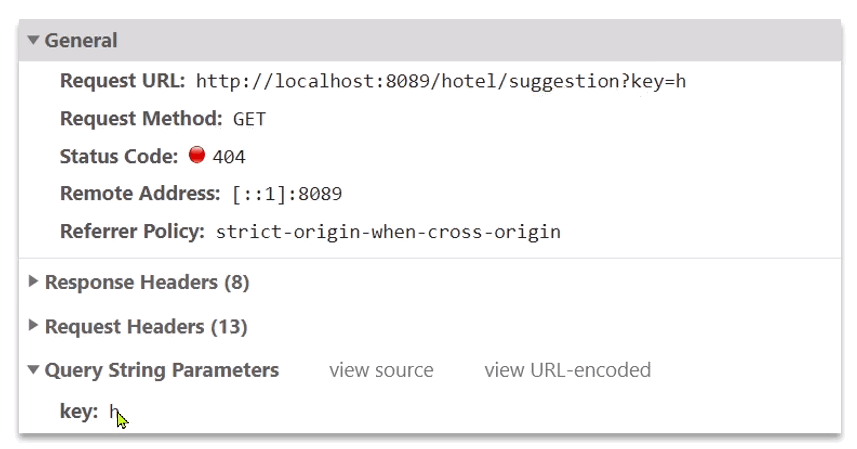 General
Request URL: http://localhost:8089/hotel/suggestion?key=h
Request Method: GET
Status Code: 404
Remote Address: [::1]:8089
Referrer Policy: strict-origin-when-cross-origin
Response Headers (8)
Request Headers (13)
Query String Parameters view source view URL-encoded
key: h